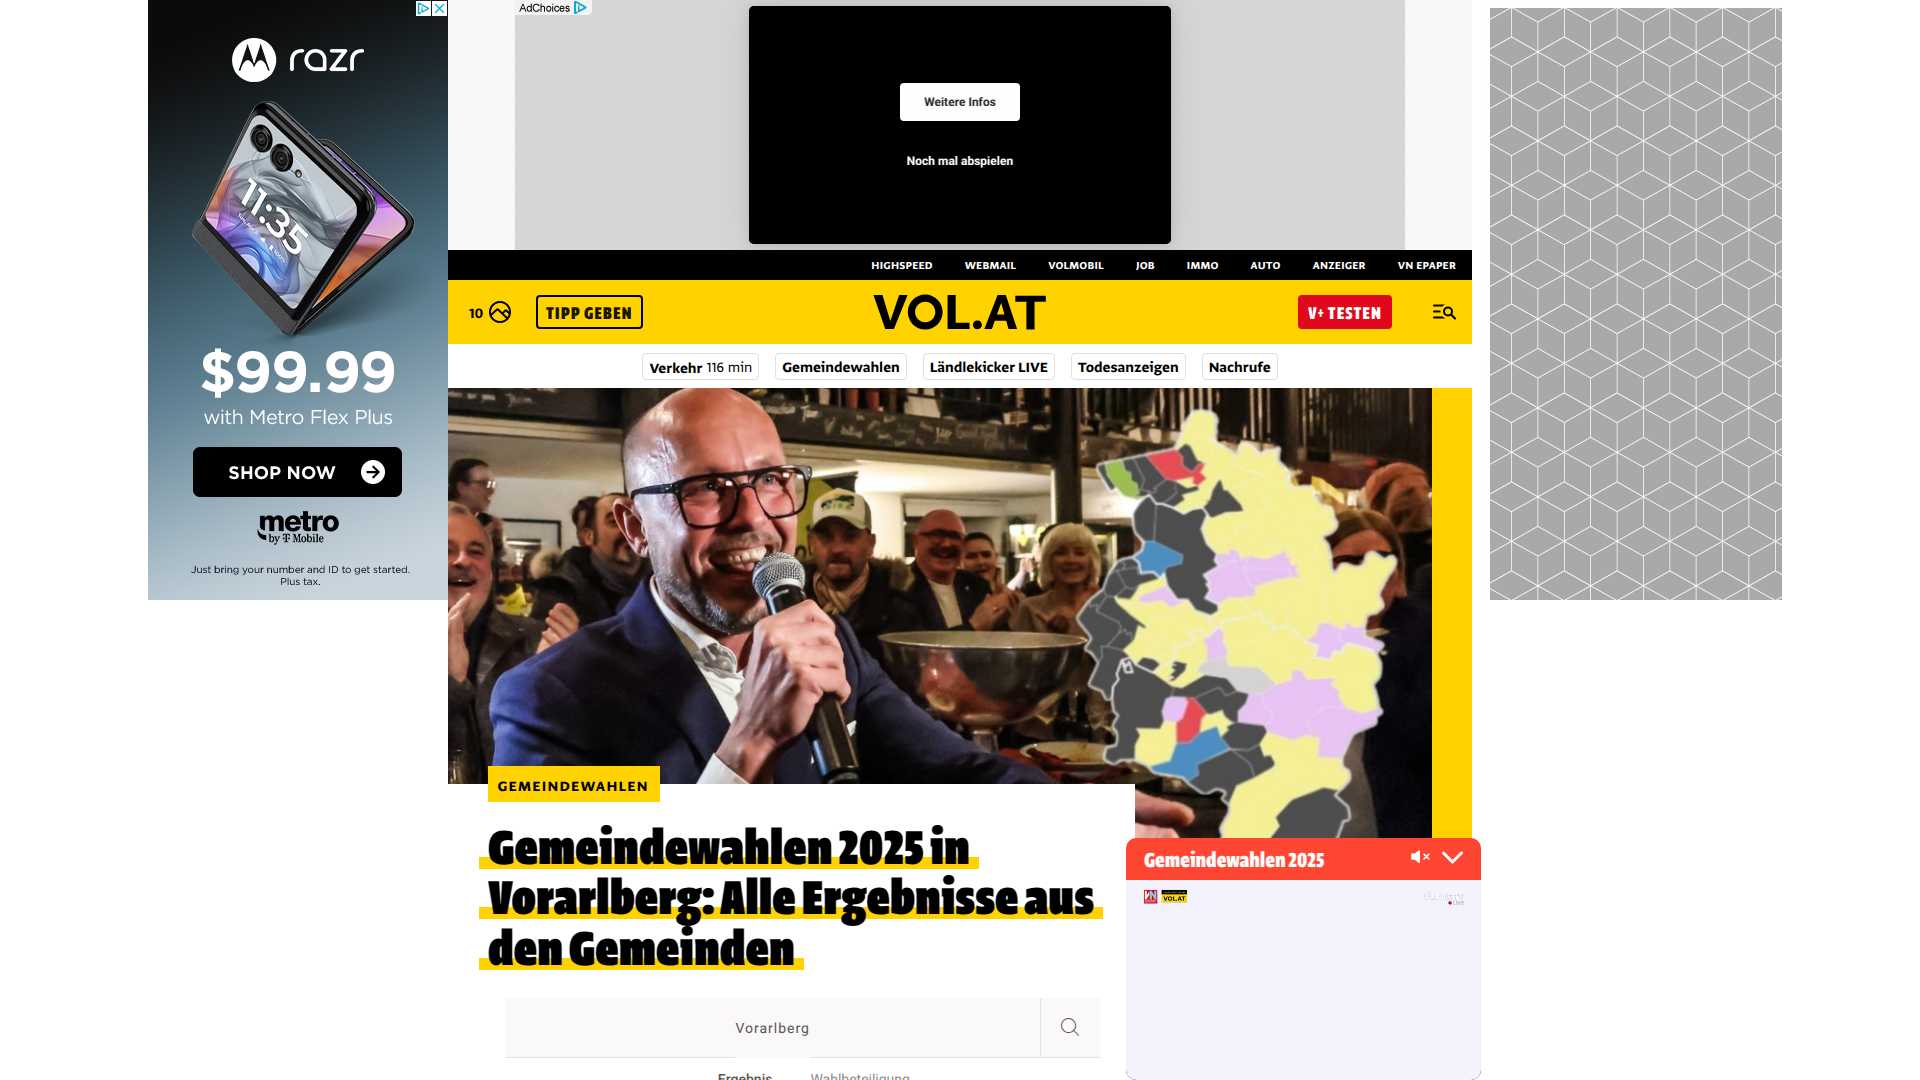 AdChoices
razr
11:35
$99.99
with Metro Flex Plus
SHOP NOW
metro
by T Mobile
Just bring your number and ID to get started.
Plus tax.
Weitere Infos
Noch mal abspielen
HIGHSPEED WEBMAIL VOLMOBIL JOB IMMO AUTO ANZEIGER VN EPAPER
10
TIPP GEBEN
VOL.AT
V+ TESTEN
Verkehr 116 min
Gemeindewahlen
Ländlekicker LIVE
Todesanzeigen
Nachrufe
GEMEINDEWAHLEN
Gemeindewahlen 2025 in
Vorarlberg: Alle Ergebnisse aus
den Gemeinden
Vorarlberg
Ergebnis Wahlbeteiligung
Gemeindewahlen 2025
VOL.AT